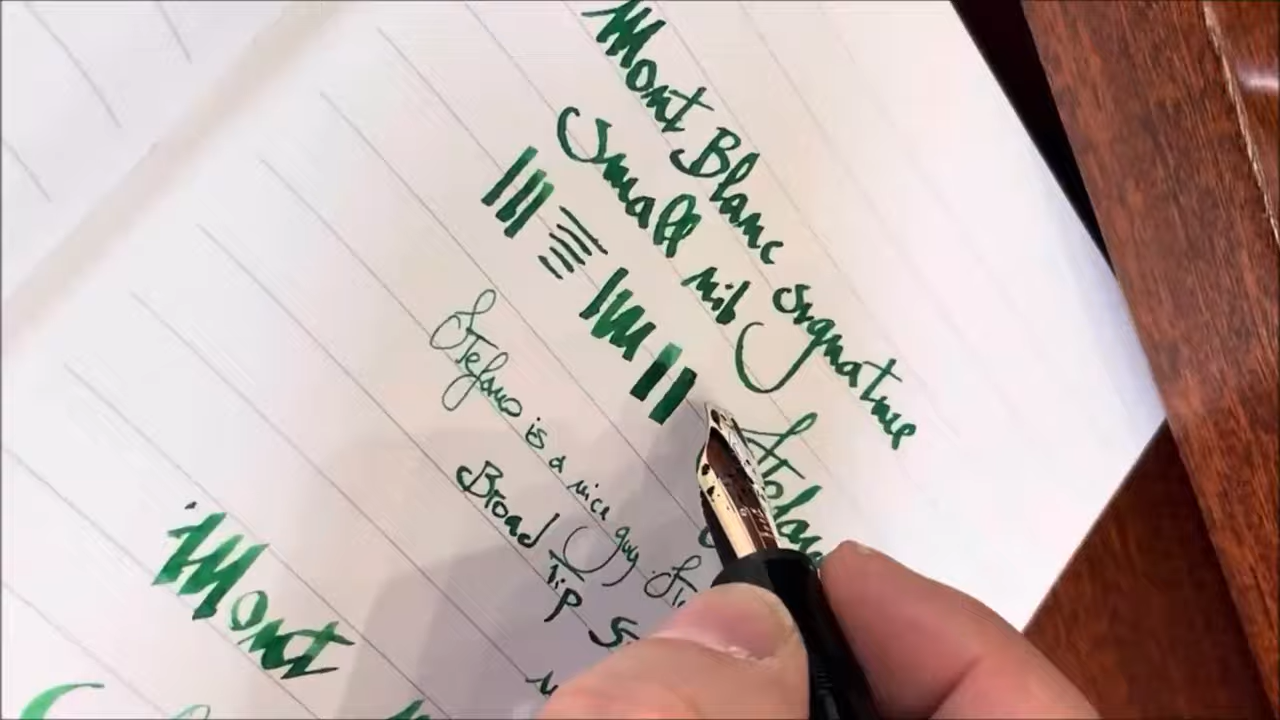 Mont Blanc signature
Small nib Stefano
Stefano is a nice guy.
Broad Tip
Mont